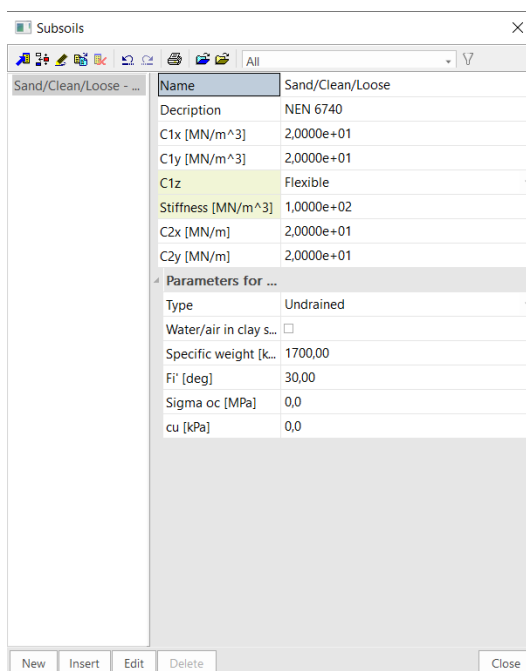 Subsoils
All
Sand/Clean/Loose - ...
Name Sand/Clean/Loose
Decription NEN 6740
C1x [MN/m^3] 2,0000e+01
C1y [MN/m^3] 2,0000e+01
C1z Flexible
Stiffness [MN/m^3] 1,0000e+02
C2x [MN/m] 2,0000e+01
C2y [MN/m] 2,0000e+01
Parameters for ...
Type Undrained
Water/air in clay s...
Specific weight [k... 1700,00
Fi' [deg] 30,00
Sigma oc [MPa] 0,0
cu [kPa] 0,0
New Insert Edit Delete Close